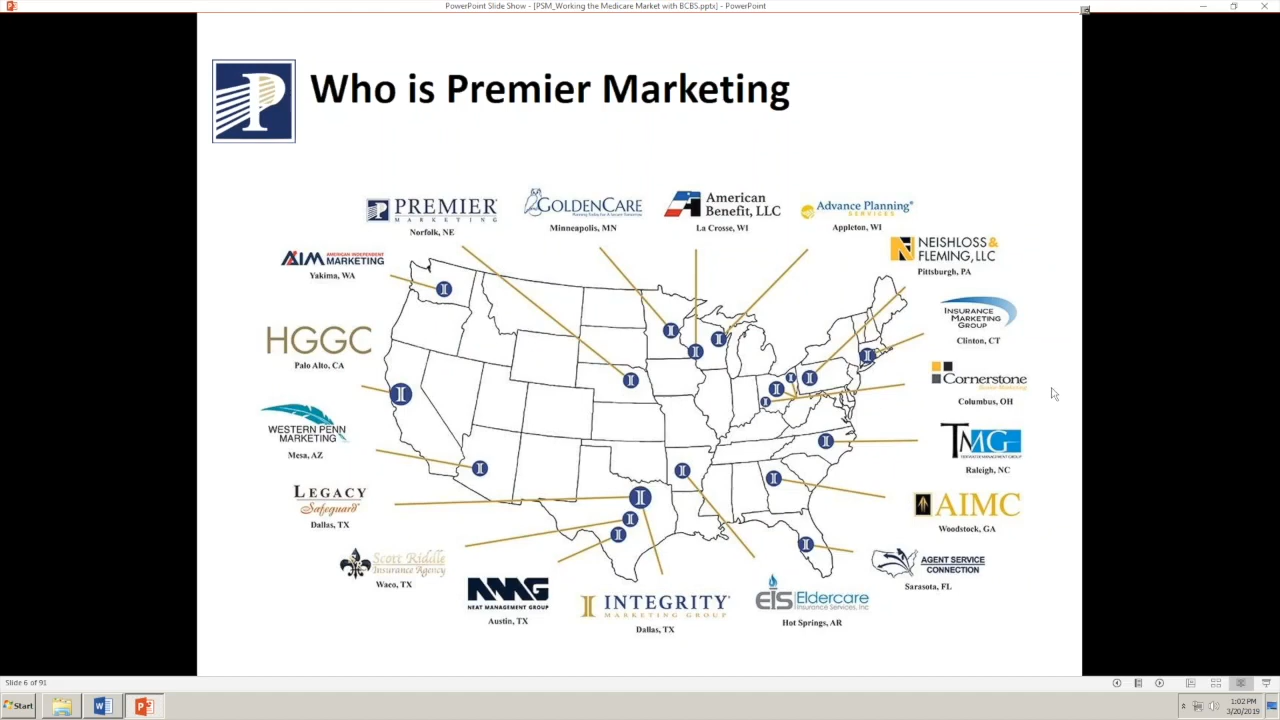 PowerPoint Slide Show - [PSM_Working the Medicare Market with BCBS.pptx] - PowerPoint
P
Who is Premier Marketing
PREMIER
MARKETING
Norfolk, NE
GOLDENCARE
Minneapolis, MN
American
Benefit, LLC
La Crosse, WI
Advance Planning
SERVICES
Appleton, WI
NEISHLOSS &
FLEMING, LLC
Pittsburgh, PA
AIM AMERICAN INDEPENDENT
MARKETING
Yakima, WA
INSURANCE
MARKETING
GROUP
Clinton, CT
HGGC
Palo Alto, CA
Cornerstone
Columbus, OH
WESTERN PENN
MARKETING
Mesa, AZ
TMG
Raleigh, NC
LEGACY
Safeguard
Dallas, TX
AIMC
Woodstock, GA
Scott Riddle
Insurance Agency
Waco, TX
AGENT SERVICE
CONNECTION
Sarasota, FL
NMG
NEAT MANAGEMENT GROUP
Austin, TX
INTEGRITY
MARKETING GROUP
Dallas, TX
EIS Eldercare
Insurance Services, Inc
Hot Springs, AR
Slide 6 of 91
Start
1:02 PM
3/20/2019